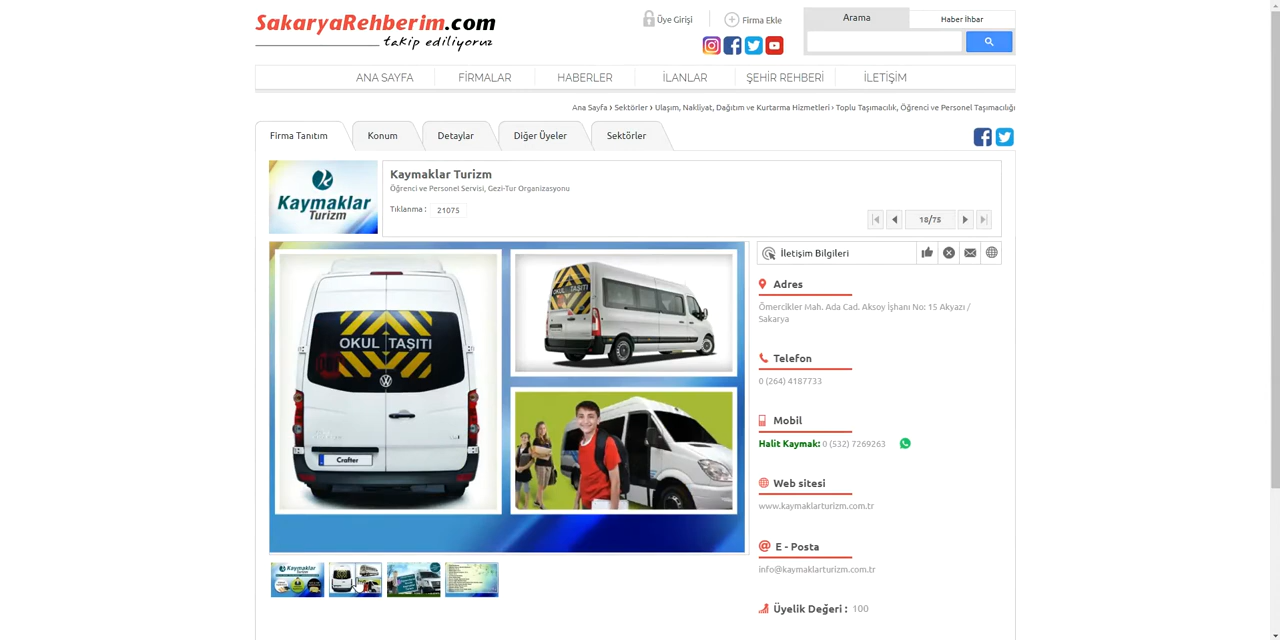 SakaryaRehberim.com
takip ediliyoruz
Üye Girişi
Firma Ekle
Arama
Haber İhbar
ANA SAYFA
FİRMALAR
HABERLER
İLANLAR
ŞEHİR REHBERİ
İLETİŞİM
Ana Sayfa › Sektörler › Ulaşım, Nakliyat, Dağıtım ve Kurtarma Hizmetleri › Toplu Taşımacılık, Öğrenci ve Personel Taşımacılığı
Firma Tanıtım
Konum
Detaylar
Diğer Üyeler
Sektörler
Kaymaklar
Turizm
Kaymaklar Turizm
Öğrenci ve Personel Servisi, Gezi-Tur Organizasyonu
Tıklanma : 21075
18/75
OKUL TAŞITI
Crafter
OKUL TAŞITI
İletişim Bilgileri
Adres
Ömercikler Mah. Ada Cad. Aksoy İşhanı No: 15 Akyazı /
Sakarya
Telefon
0 (264) 4187733
Mobil
Halit Kaymak: 0 (532) 7269263
Web sitesi
www.kaymaklarturizm.com.tr
E - Posta
info@kaymaklarturizm.com.tr
Üyelik Değeri : 100
Kaymaklar
Turizm